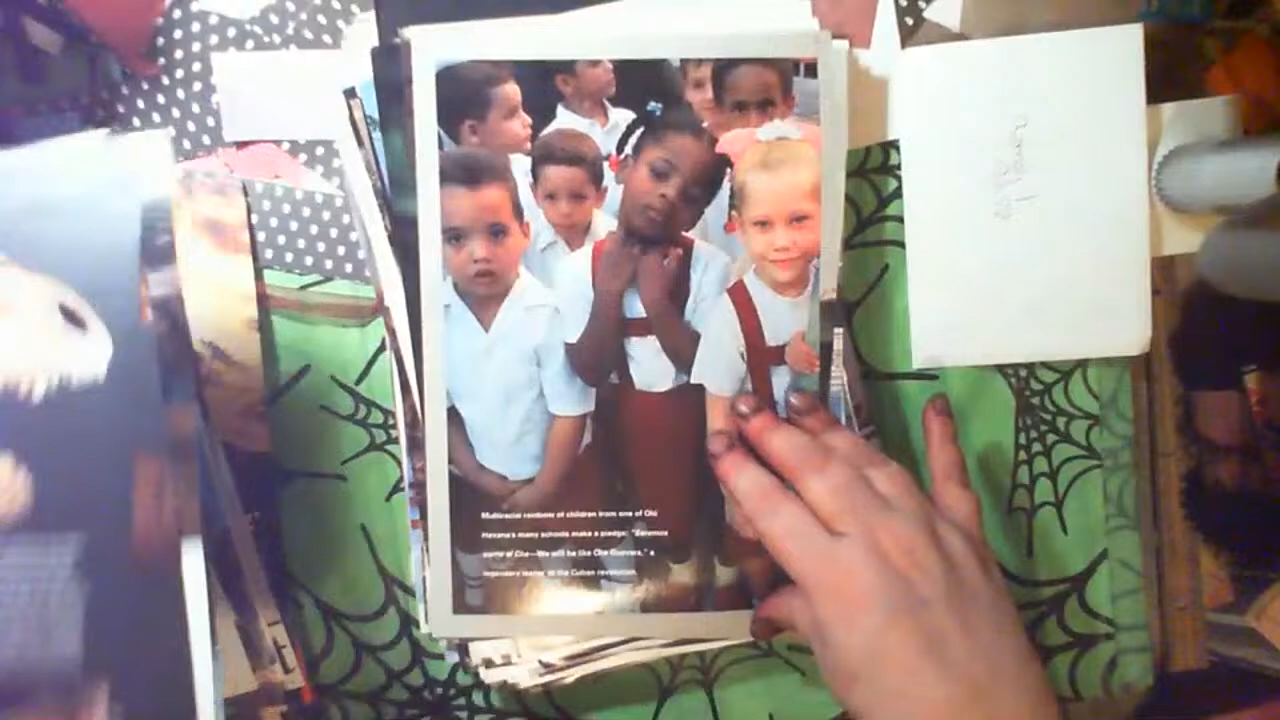 Multiracial rainbow of children from one of Old
Havana's many schools make a pledge: "Seremos
como el Che—We will be like Che Guevara," a
legendary leader of the Cuban revolution.